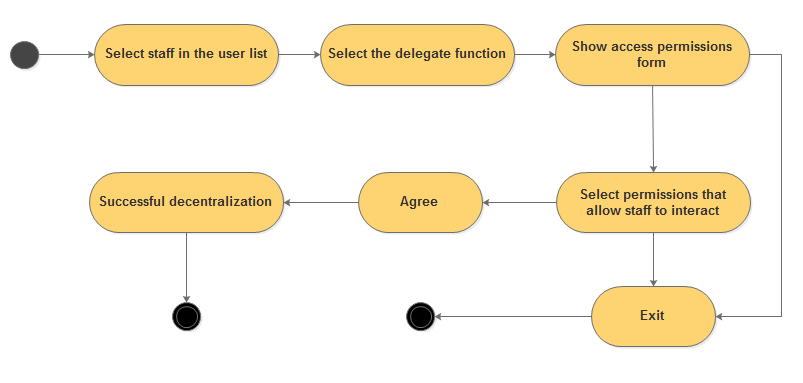 Select staff in the user list
Select the delegate function
Show access permissions
form
Successful decentralization
Agree
Select permissions that
allow staff to interact
Exit